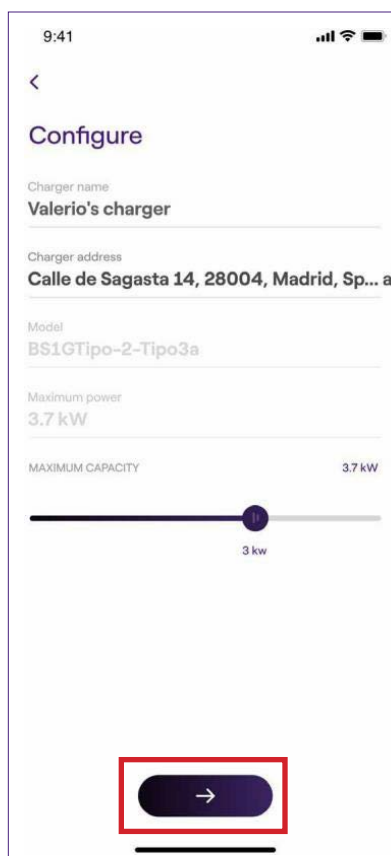 9:41
Configure
Charger name
Valerio's charger
Charger address
Calle de Sagasta 14, 28004, Madrid, Sp... a
Model
BS1GTipo-2-Tipo3a
Maximum power
3.7 kW
MAXIMUM CAPACITY 3.7 kW
3 kw